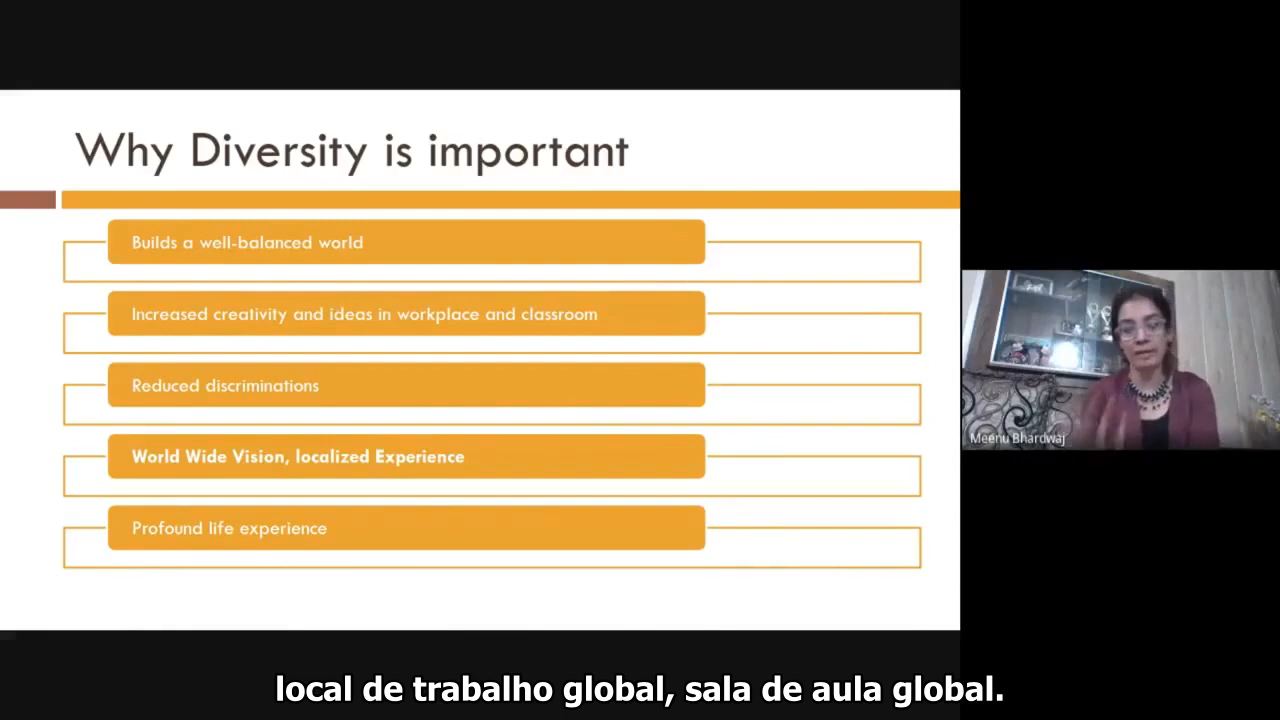 Why Diversity is important
Builds a well-balanced world
Increased creativity and ideas in workplace and classroom
Reduced discriminations
World Wide Vision, localized Experience
Profound life experience
Meenu Bhardwaj
local de trabalho global, sala de aula global.